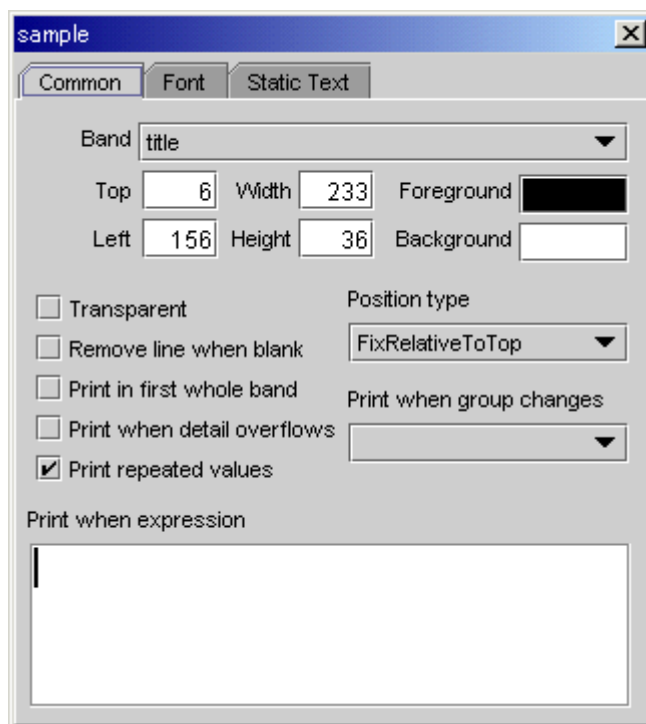 sample
Common Font Static Text
Band title
Top 6 Width 233 Foreground
Left 156 Height 36 Background
Transparent
Position type
Remove line when blank
FixRelativeToTop
Print in first whole band
Print when group changes
Print when detail overflows
Print repeated values
Print when expression